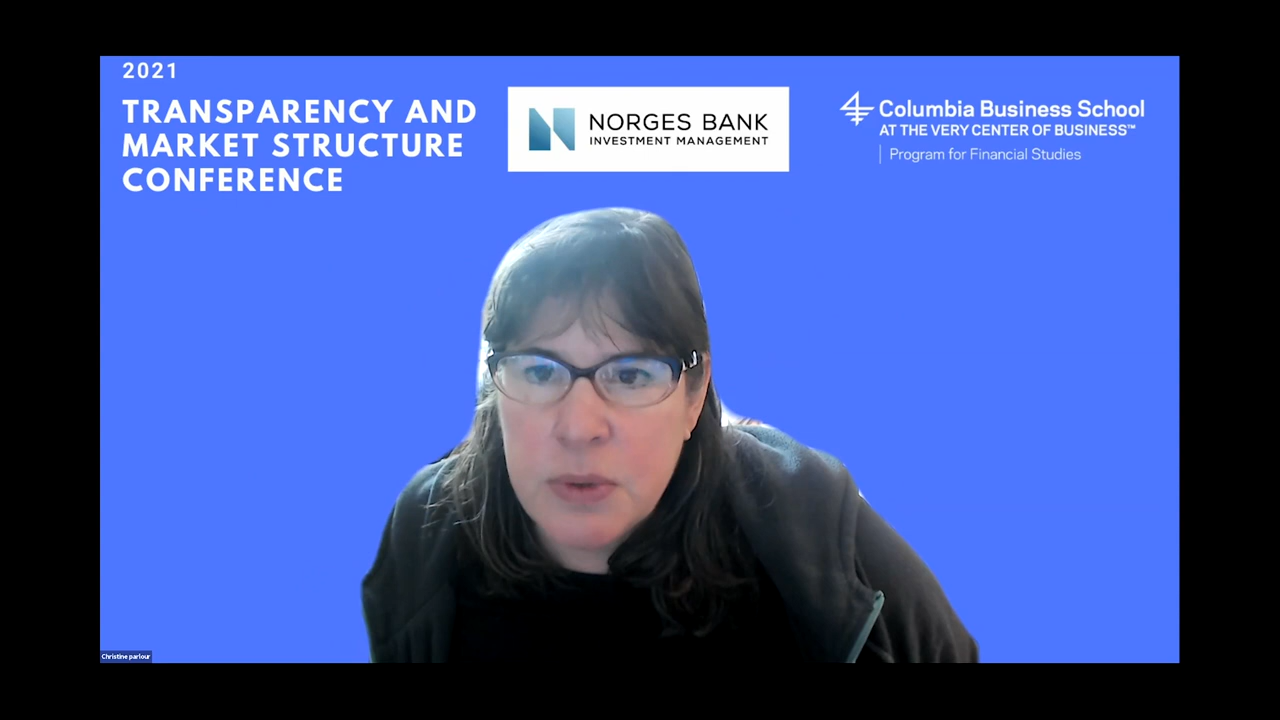 2021
TRANSPARENCY AND
MARKET STRUCTURE
CONFERENCE
NORGES BANK
INVESTMENT MANAGEMENT
Columbia Business School
AT THE VERY CENTER OF BUSINESS™
Program for Financial Studies
Christine parlour